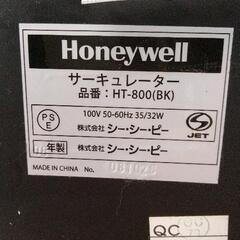 Honeywell
サーキュレーター
品番：HT-800(BK)
100V 50-60Hz 35/32W
PS
E
株式会社 シー・シー・ピー
S
JET
年製
株式会社 シー・シー・ピー
MADE IN CHINA No.
QC